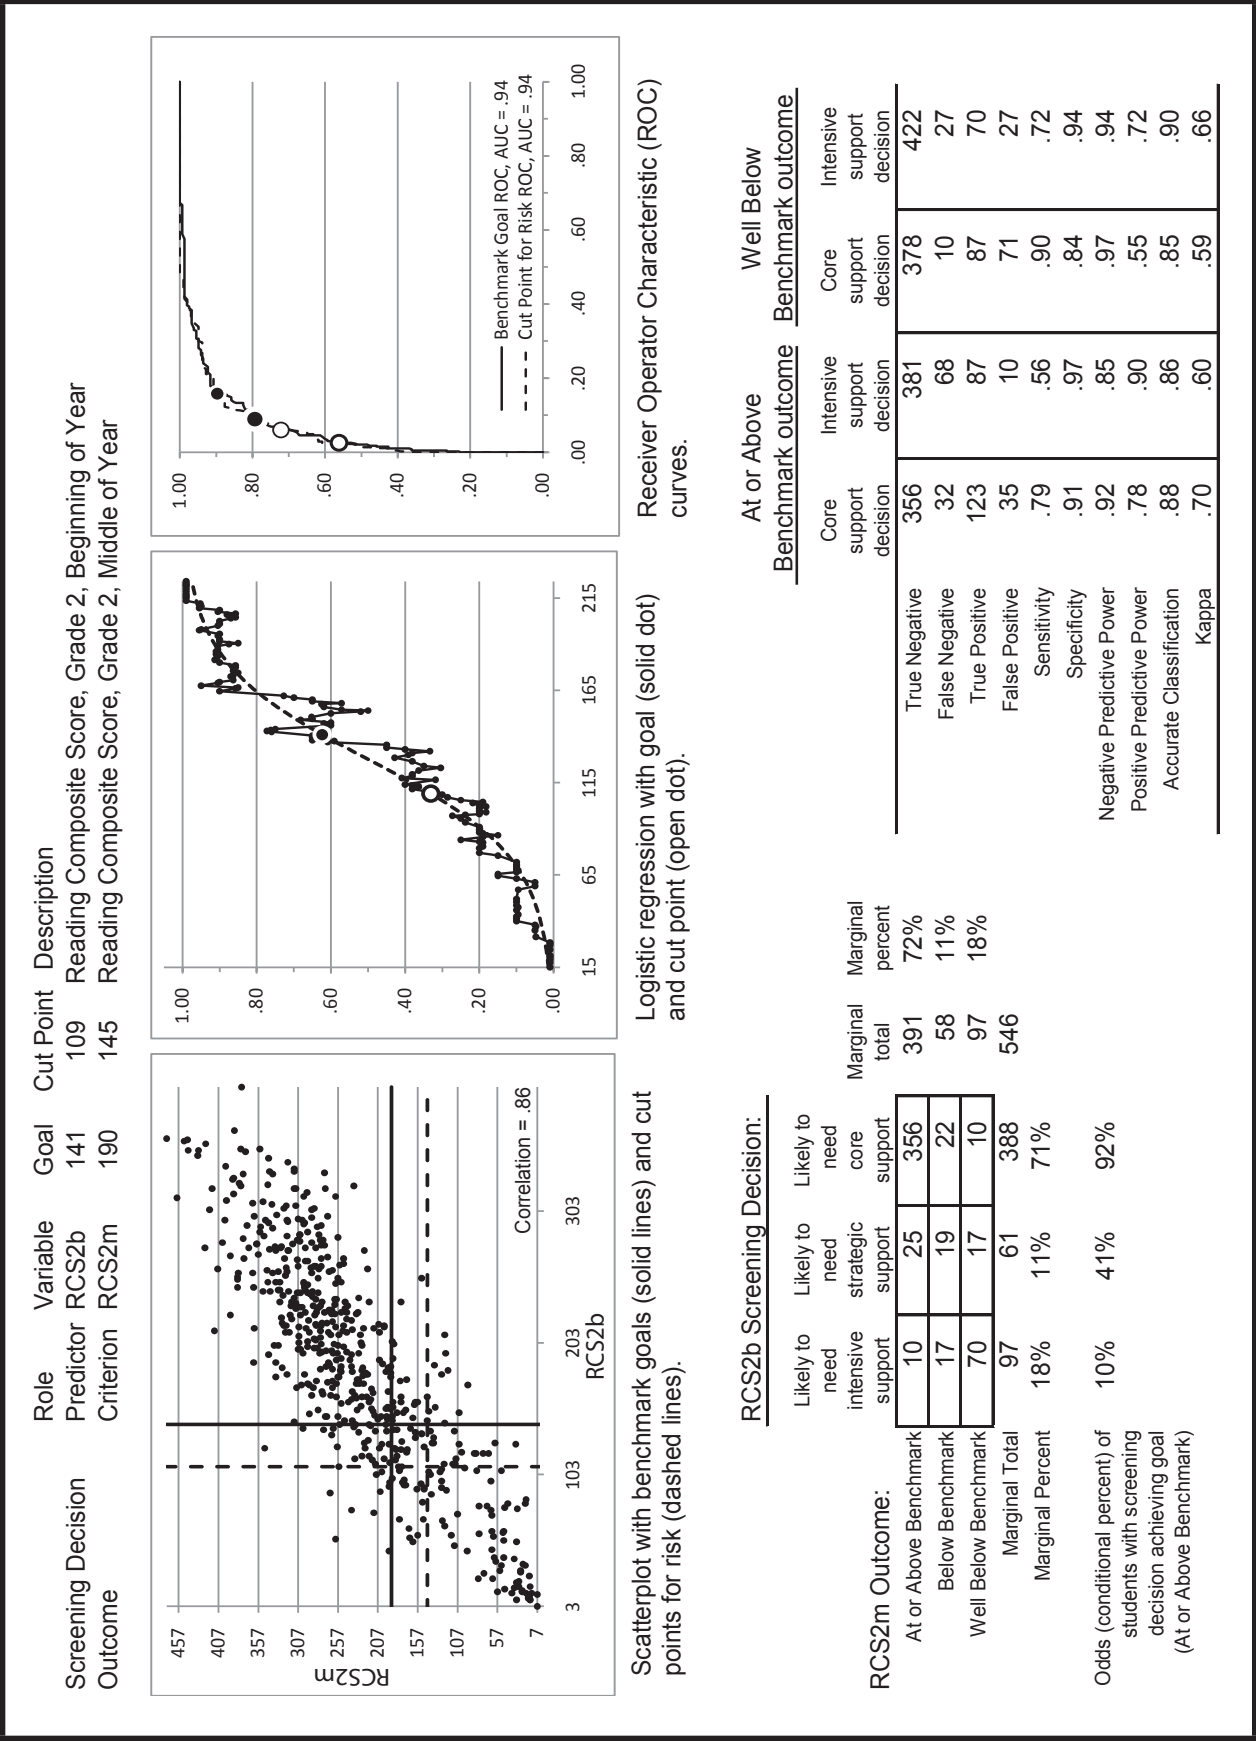 Role Variable Goal Cut Point Description
Screening Decision Predictor RCS2b 141 109 Reading Composite Score, Grade 2, Beginning of Year
Outcome Criterion RCS2m 190 145 Reading Composite Score, Grade 2, Middle of Year
457
407
357
307
257
207
157
107
57
7
RCS2m
3 103 203 303
RCS2b
Correlation = .86
Scatterplot with benchmark goals (solid lines) and cut
points for risk (dashed lines).
1.00
.80
.60
.40
.20
.00
15 65 115 165 215
Logistic regression with goal (solid dot)
and cut point (open dot).
1.00
.80
.60
.40
.20
.00
.00 .20 .40 .60 .80 1.00
Benchmark Goal ROC, AUC = .94
Cut Point for Risk ROC, AUC = .94
Receiver Operator Characteristic (ROC)
curves.
RCS2b Screening Decision:
Likely to need intensive support
Likely to need strategic support
Likely to need core support
Marginal total
Marginal percent
RCS2m Outcome:
At or Above Benchmark 10 25 356 391 72%
Below Benchmark 17 19 22 58 11%
Well Below Benchmark 70 17 10 97 18%
Marginal Total 97 61 388 546
Marginal Percent 18% 11% 71%
Odds (conditional percent) of 10% 41% 92%
students with screening
decision achieving goal
(At or Above Benchmark)
At or Above Well Below
Benchmark outcome Benchmark outcome
Core Intensive Core Intensive
support support support support
decision decision decision decision
True Negative 356 381 378 422
False Negative 32 68 10 27
True Positive 123 87 87 70
False Positive 35 10 71 27
Sensitivity .79 .56 .90 .72
Specificity .91 .97 .84 .94
Negative Predictive Power .92 .85 .97 .94
Positive Predictive Power .78 .90 .55 .72
Accurate Classification .88 .86 .85 .90
Kappa .70 .60 .59 .66